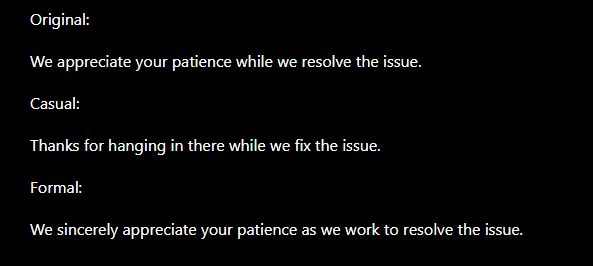 Original:
We appreciate your patience while we resolve the issue.
Casual:
Thanks for hanging in there while we fix the issue.
Formal:
We sincerely appreciate your patience as we work to resolve the issue.